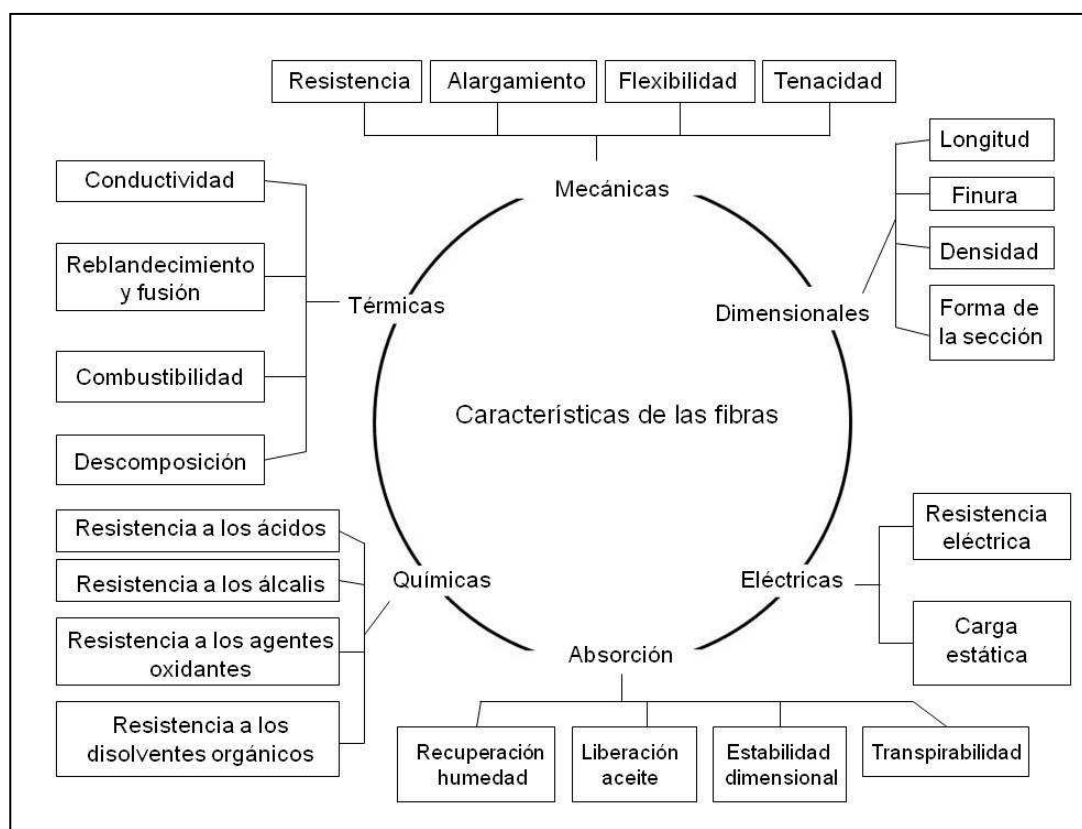 Resistencia
Alargamiento
Flexibilidad
Tenacidad
Mecánicas
Longitud
Finura
Densidad
Forma de
la sección
Dimensionales
Conductividad
Reblandecimiento
y fusión
Combustibilidad
Descomposición
Térmicas
Características de las fibras
Resistencia a los ácidos
Resistencia a los álcalis
Resistencia a los agentes
oxidantes
Resistencia a los
disolventes orgánicos
Químicas
Eléctricas
Resistencia
eléctrica
Carga
estática
Absorción
Recuperación
humedad
Liberación
aceite
Estabilidad
dimensional
Transpirabilidad